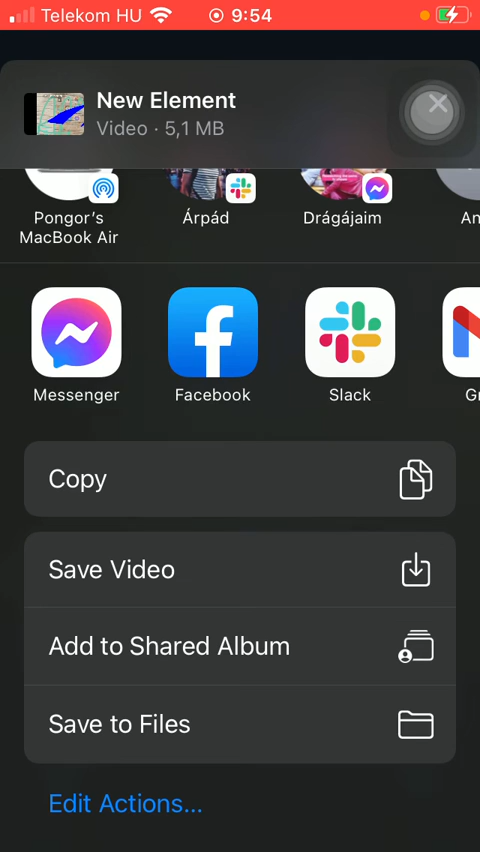 Telekom HU 9:54
New Element
Video · 5,1 MB
Pongor's
MacBook Air
Árpád
Drágájaim
An
Messenger
Facebook
Slack
G
Copy
Save Video
Add to Shared Album
Save to Files
Edit Actions...